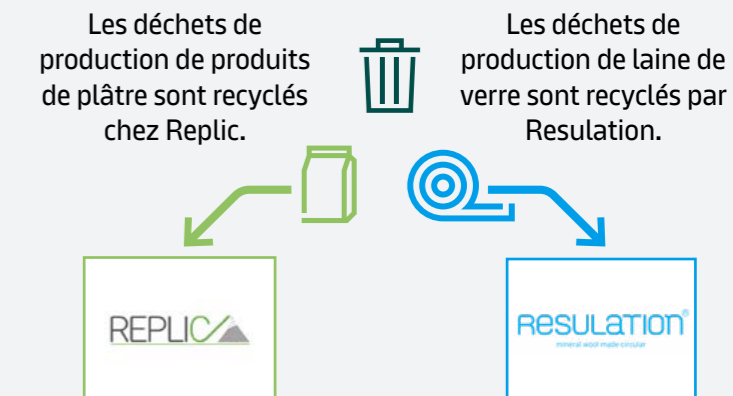 Les déchets de
production de produits
de plâtre sont recyclés
chez Replic.
Les déchets de
production de laine de
verre sont recyclés par
Resulation.
REPLIC
RESULATION®
mineral wool made circular